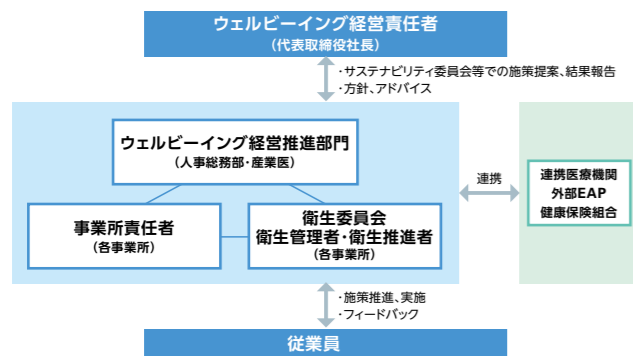 ウェルビーイング経営責任者
（代表取締役社長）
・サステナビリティ委員会等での施策提案、結果報告
・方針、アドバイス
ウェルビーイング経営推進部門
（人事総務部・産業医）
事業所責任者
（各事業所）
衛生委員会
衛生管理者・衛生推進者
（各事業所）
連携
連携医療機関
外部EAP
健康保険組合
・施策推進、実施
・フィードバック
従業員